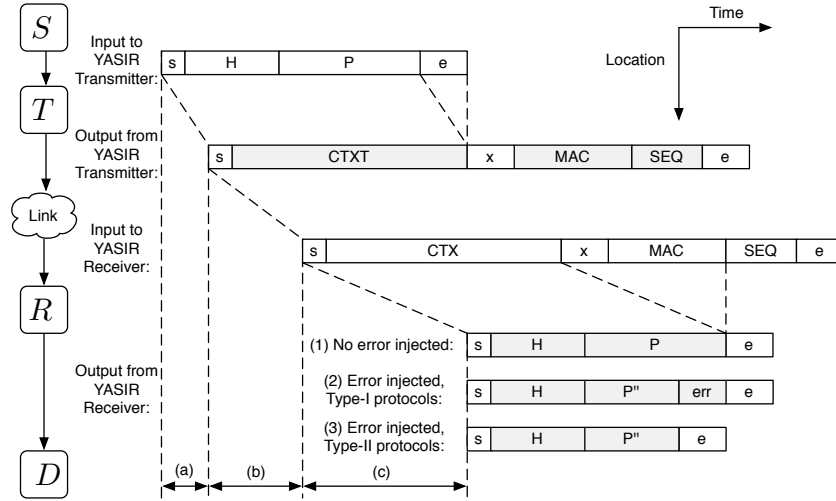 S
Input to
YASIR
Transmitter:
s H P e
Time
Location
T
Output from
YASIR
Transmitter:
s CTXT x MAC SEQ e
Link
Input to
YASIR
Receiver:
s CTX x MAC SEQ e
R
Output from
YASIR
Receiver:
(1) No error injected:
s H P e
(2) Error injected,
Type-I protocols:
s H P" err e
(3) Error injected,
Type-II protocols:
s H P" e
D
(a) (b) (c)